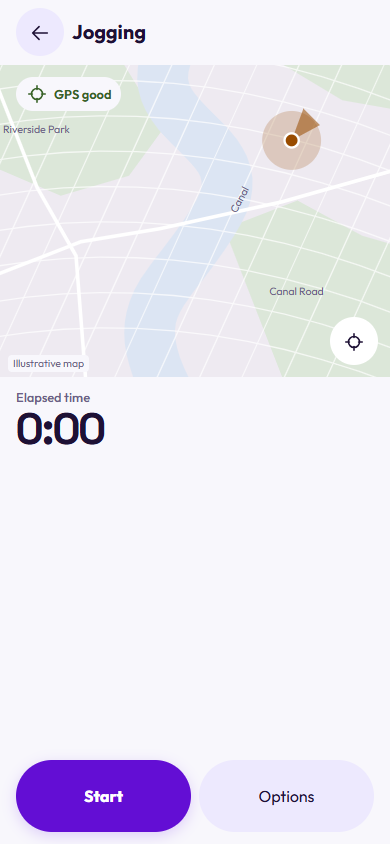 Jogging
GPS good
Riverside Park
Canal
Canal Road
Illustrative map
Elapsed time
0:00
Start
Options